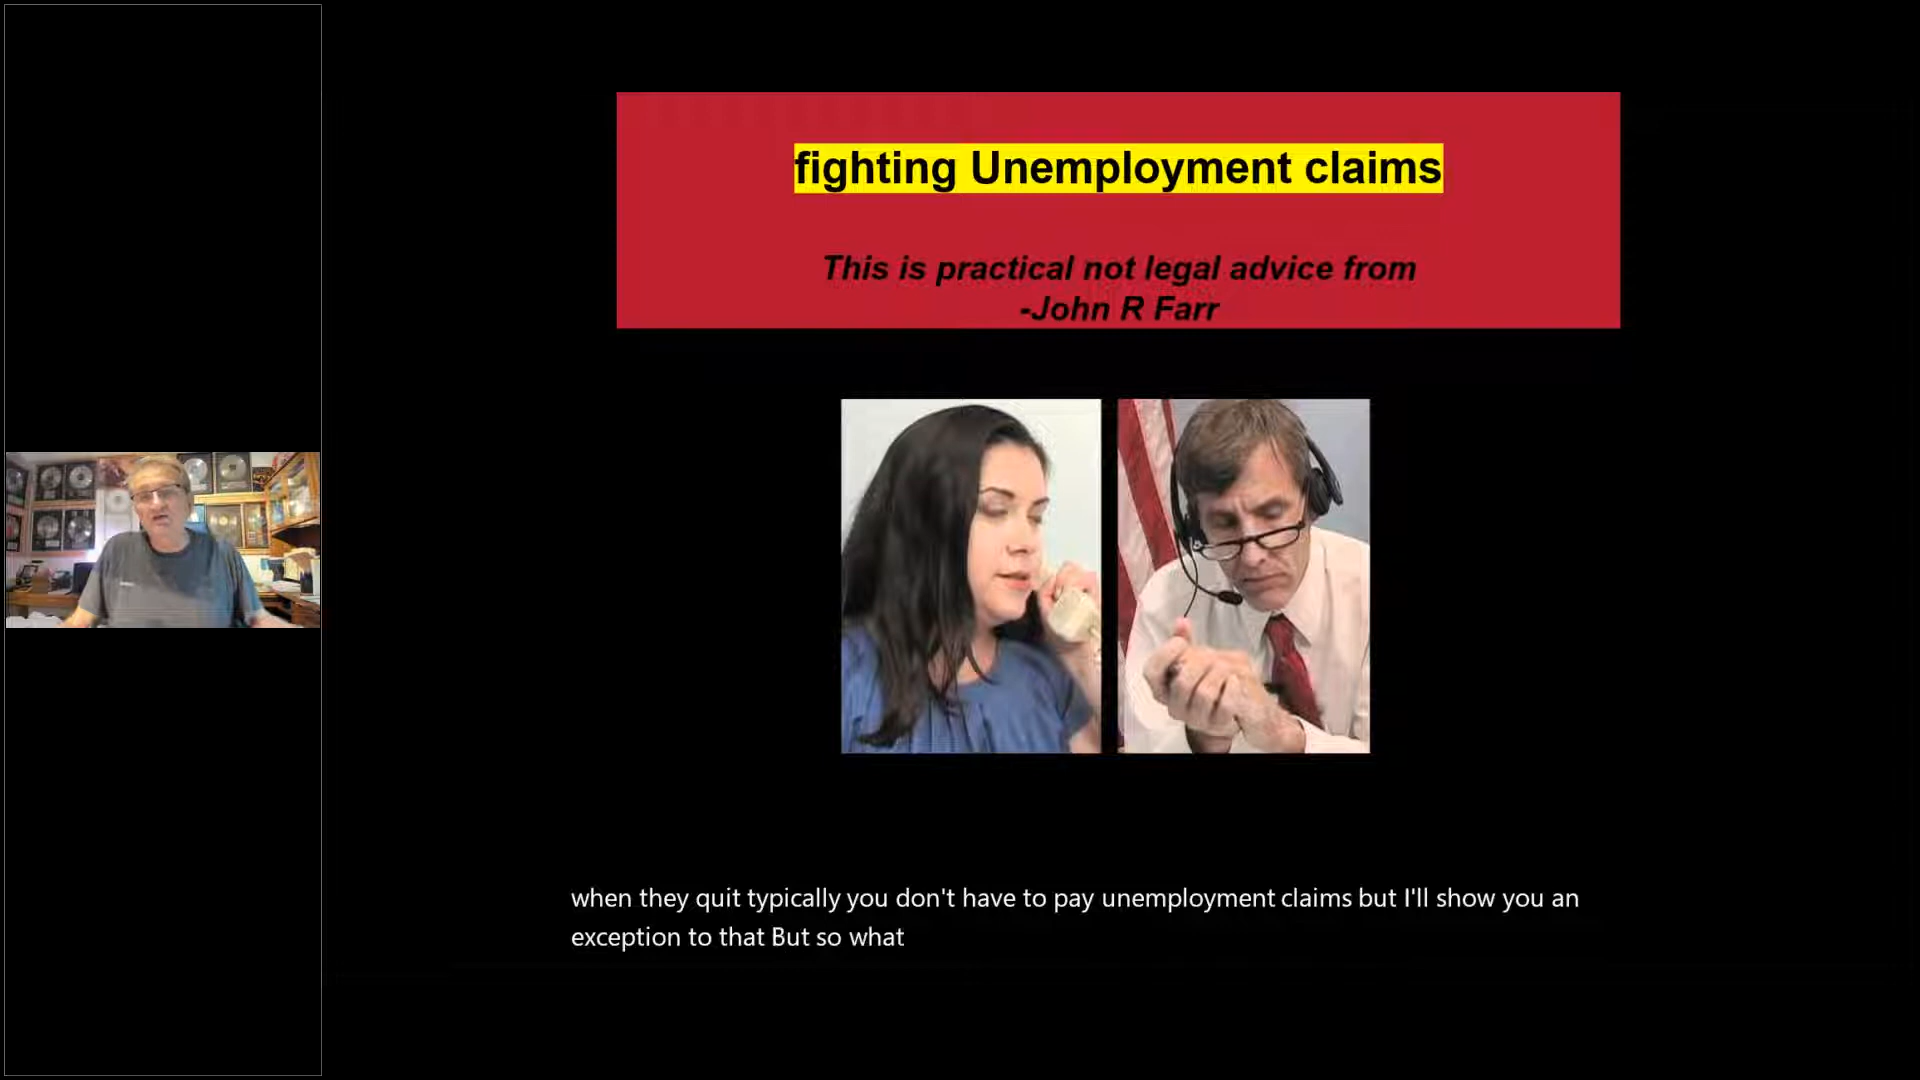 fighting Unemployment claims
This is practical not legal advice from
-John R Farr
when they quit typically you don't have to pay unemployment claims but I'll show you an
exception to that But so what